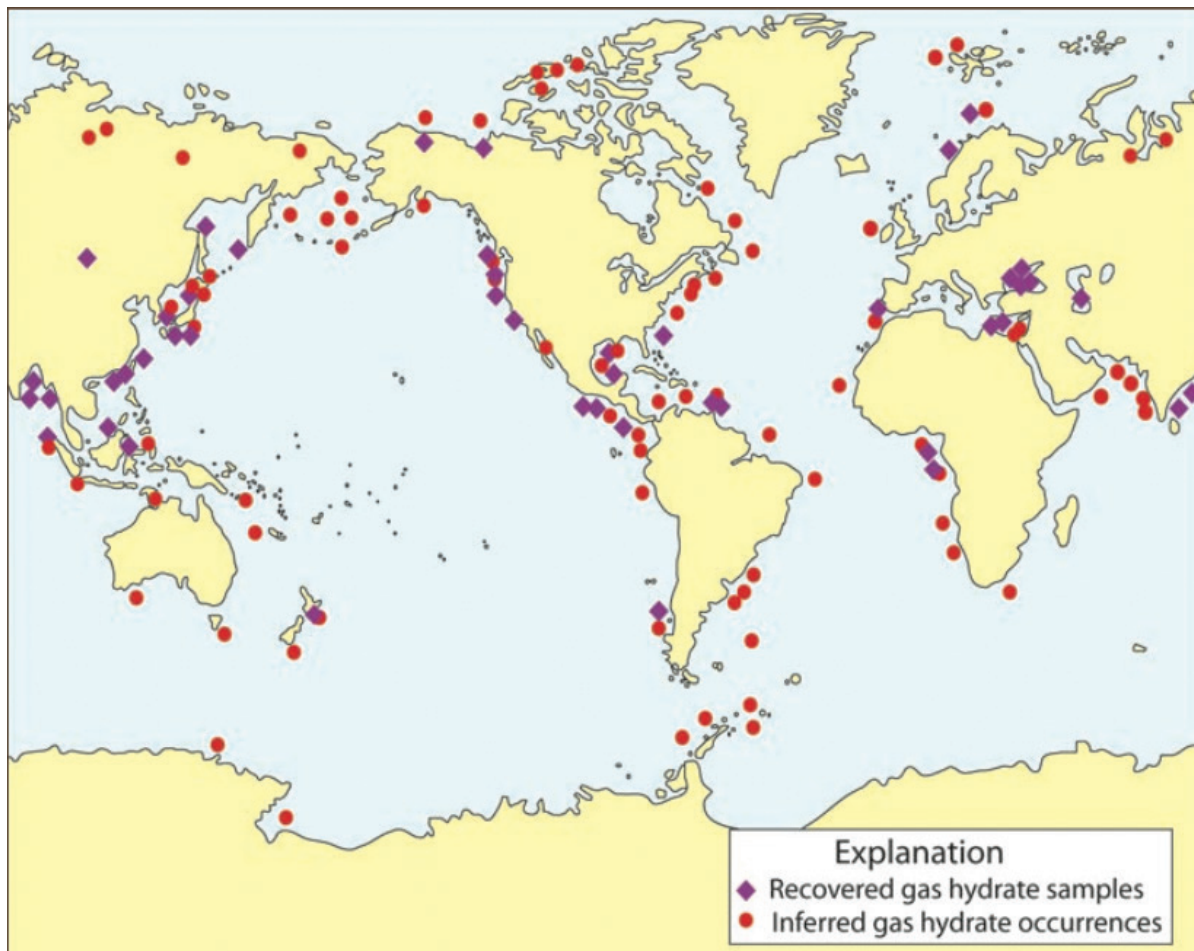 Explanation
Recovered gas hydrate samples
Inferred gas hydrate occurrences